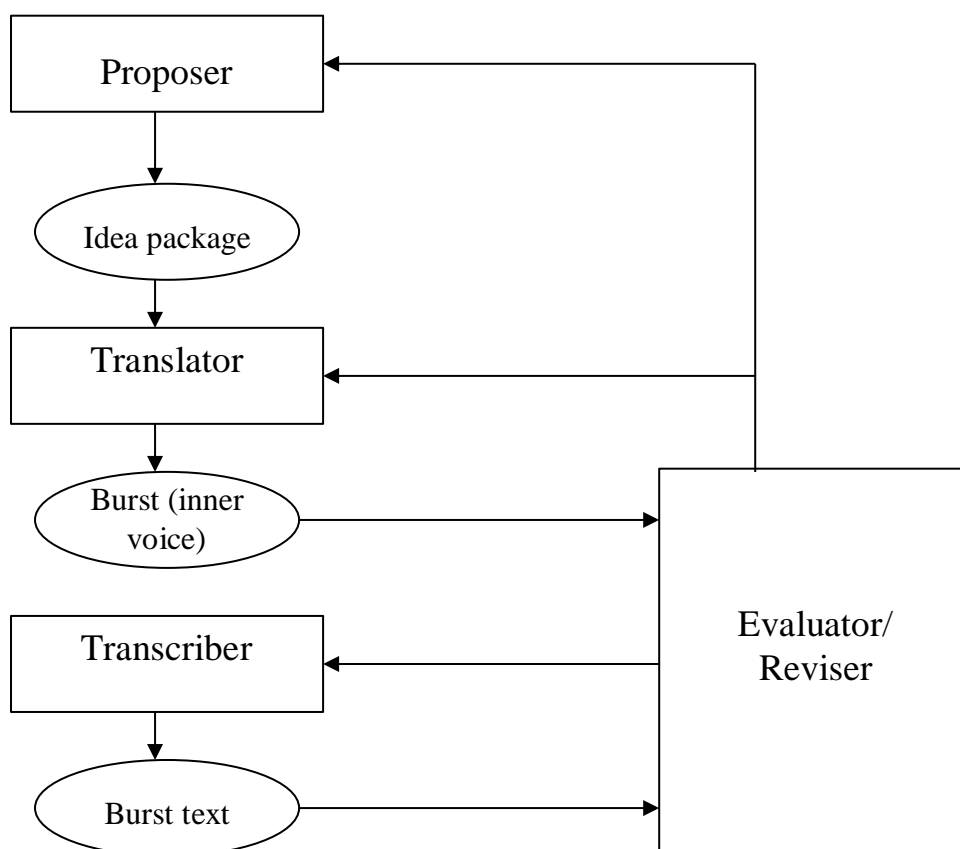 Proposer
Idea package
Translator
Burst (inner
voice)
Transcriber
Evaluator/
Reviser
Burst text